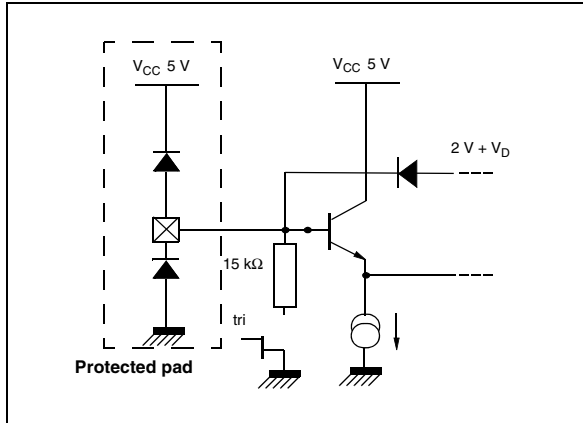 V_CC 5 V
V_CC 5 V
2 V + V_D
15 kΩ
tri
Protected pad